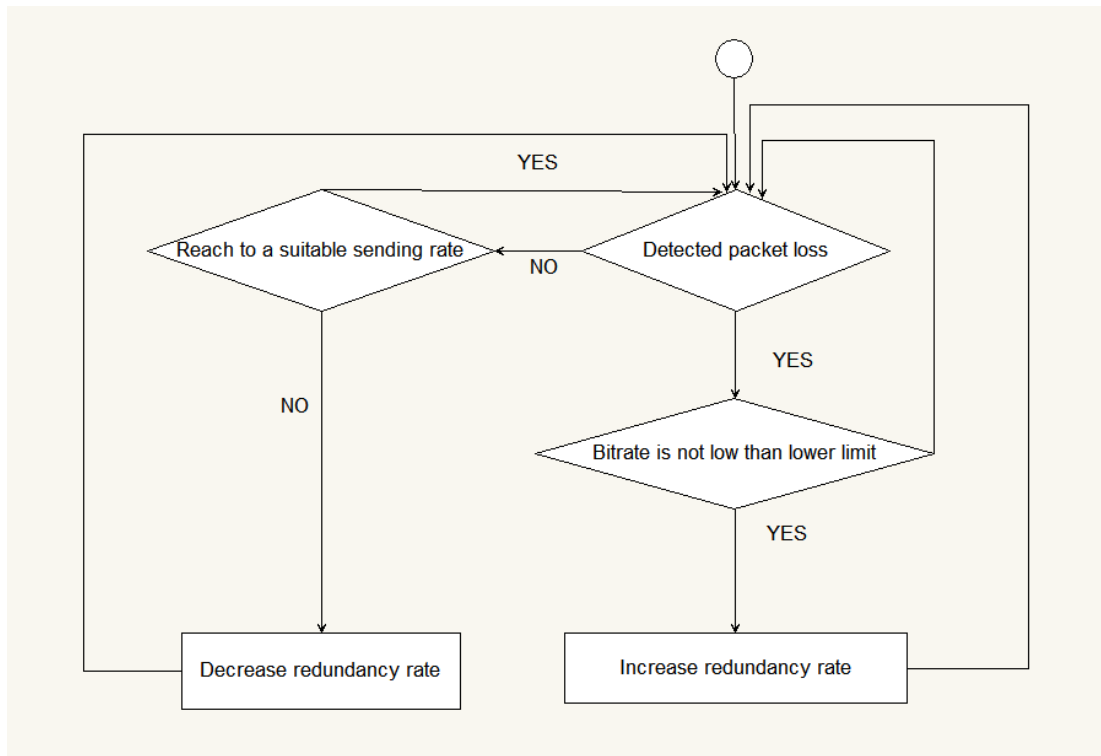 YES
Reach to a suitable sending rate
Detected packet loss
NO
YES
NO
Bitrate is not low than lower limit
YES
Decrease redundancy rate
Increase redundancy rate